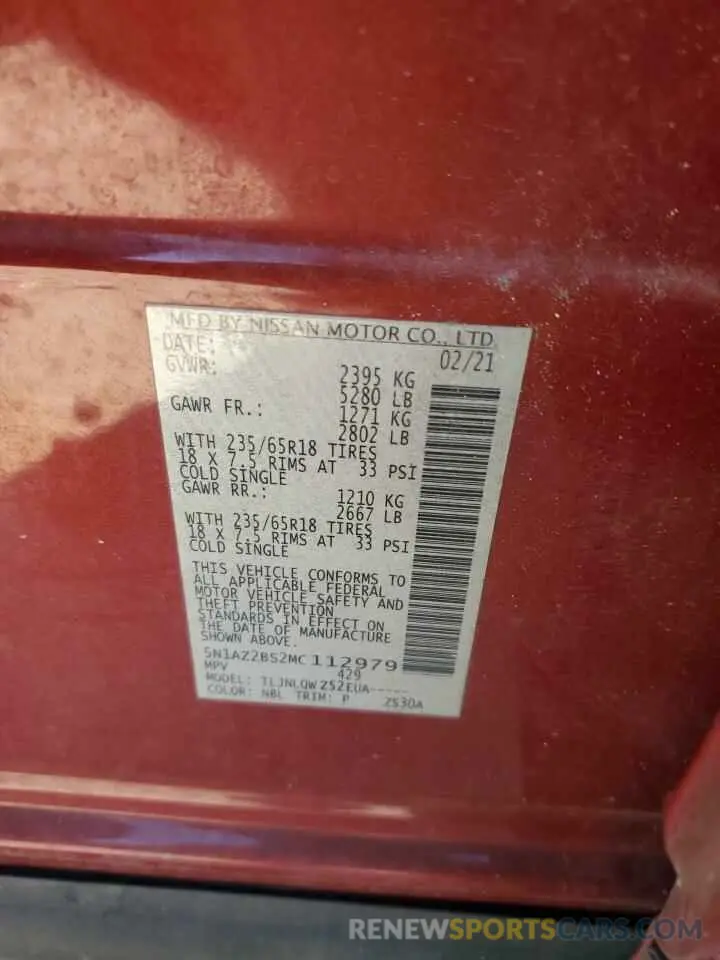 MFD BY NISSAN MOTOR CO., LTD
DATE: 02/21
GVWR: 2395 KG
5280 LB
GAWR FR.: 1271 KG
2802 LB
WITH 235/65R18 TIRES
18 X 7.5 RIMS AT 33 PSI
COLD SINGLE
GAWR RR.: 1210 KG
2667 LB
WITH 235/65R18 TIRES
18 X 7.5 RIMS AT 33 PSI
COLD SINGLE
THIS VEHICLE CONFORMS TO
ALL APPLICABLE FEDERAL
MOTOR VEHICLE SAFETY AND
THEFT PREVENTION
STANDARDS IN EFFECT ON
THE DATE OF MANUFACTURE
SHOWN ABOVE.
5N1AZ2BS2MC112979
MPV 429
MODEL: TLJNLQWZ52EUA-----
COLOR: NBL TRIM: P Z530A
RENEWSPORTSCARS.COM